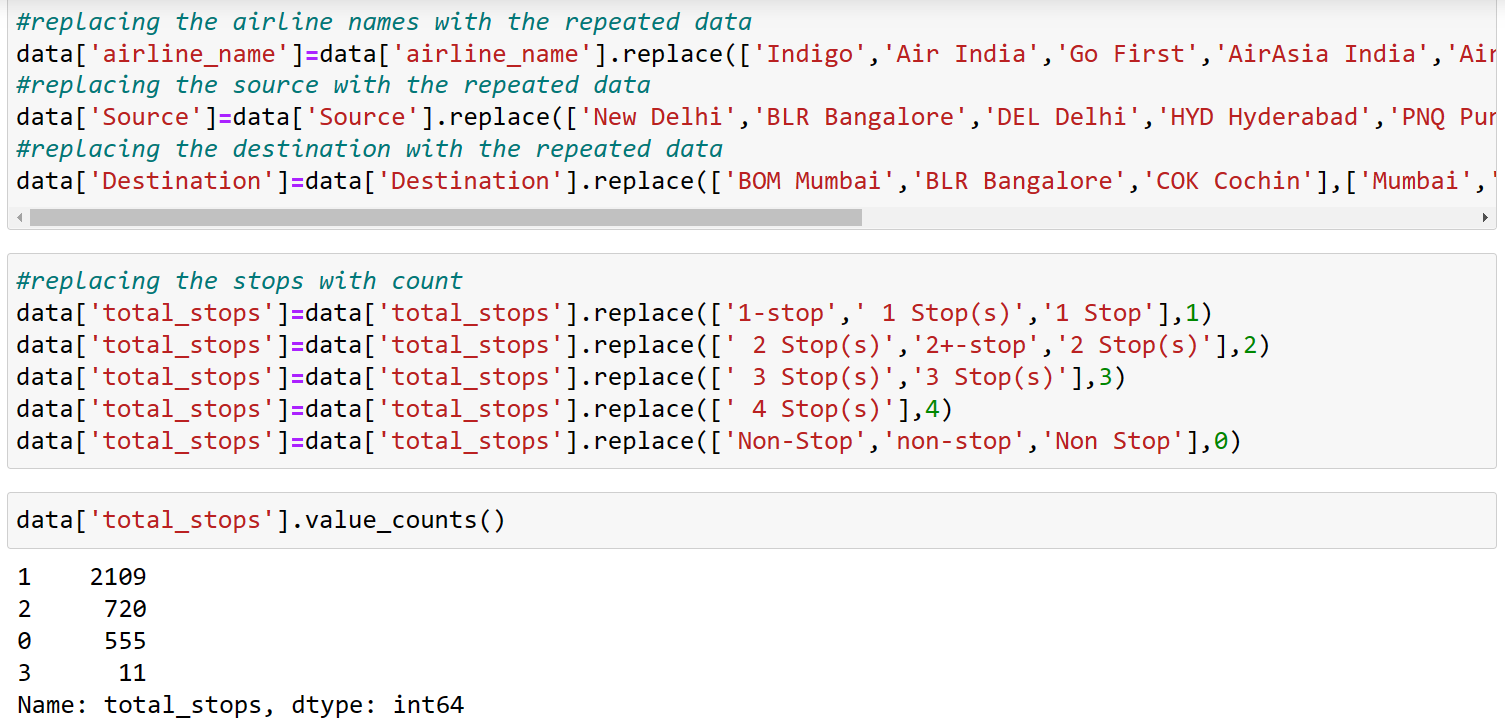 #replacing the airline names with the repeated data
data['airline_name']=data['airline_name'].replace(['Indigo','Air India','Go First','AirAsia India','Air
#replacing the source with the repeated data
data['Source']=data['Source'].replace(['New Delhi','BLR Bangalore','DEL Delhi','HYD Hyderabad','PNQ Pun
#replacing the destination with the repeated data
data['Destination']=data['Destination'].replace(['BOM Mumbai','BLR Bangalore','COK Cochin'],['Mumbai','
#replacing the stops with count
data['total_stops']=data['total_stops'].replace(['1-stop',' 1 Stop(s)','1 Stop'],1)
data['total_stops']=data['total_stops'].replace([' 2 Stop(s)','2+-stop','2 Stop(s)'],2)
data['total_stops']=data['total_stops'].replace([' 3 Stop(s)','3 Stop(s)'],3)
data['total_stops']=data['total_stops'].replace([' 4 Stop(s)'],4)
data['total_stops']=data['total_stops'].replace(['Non-Stop','non-stop','Non Stop'],0)
data['total_stops'].value_counts()
1    2109
2     720
0     555
3      11
Name: total_stops, dtype: int64